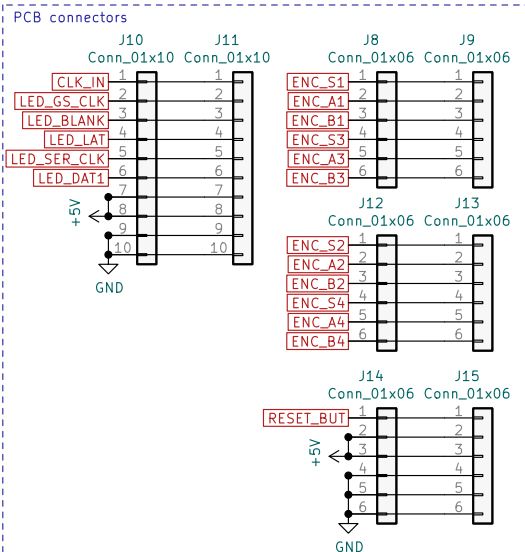 PCB connectors
J10 J11
Conn_01x10 Conn_01x10
CLK_IN 1 1
LED_GS_CLK 2 2
LED_BLANK 3 3
LED_LAT 4 4
LED_SER_CLK 5 5
LED_DAT1 6 6
7 7
+5V 8 8
9 9
10 10
GND
J8 J9
Conn_01x06 Conn_01x06
ENC_S1 1 1
ENC_A1 2 2
ENC_B1 3 3
ENC_S3 4 4
ENC_A3 5 5
ENC_B3 6 6
J12 J13
Conn_01x06 Conn_01x06
ENC_S2 1 1
ENC_A2 2 2
ENC_B2 3 3
ENC_S4 4 4
ENC_A4 5 5
ENC_B4 6 6
J14 J15
Conn_01x06 Conn_01x06
RESET_BUT 1 1
2 2
+5V 3 3
4 4
5 5
6 6
GND